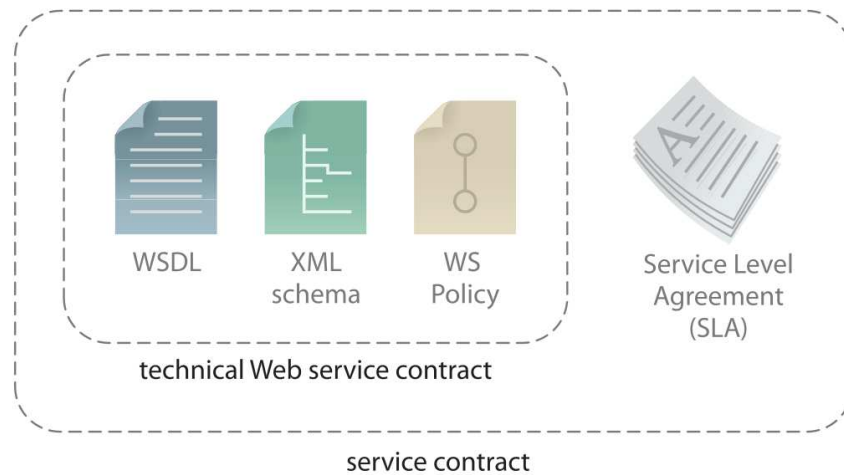 WSDL
XML
schema
WS
Policy
Service Level
Agreement
(SLA)
technical Web service contract
service contract